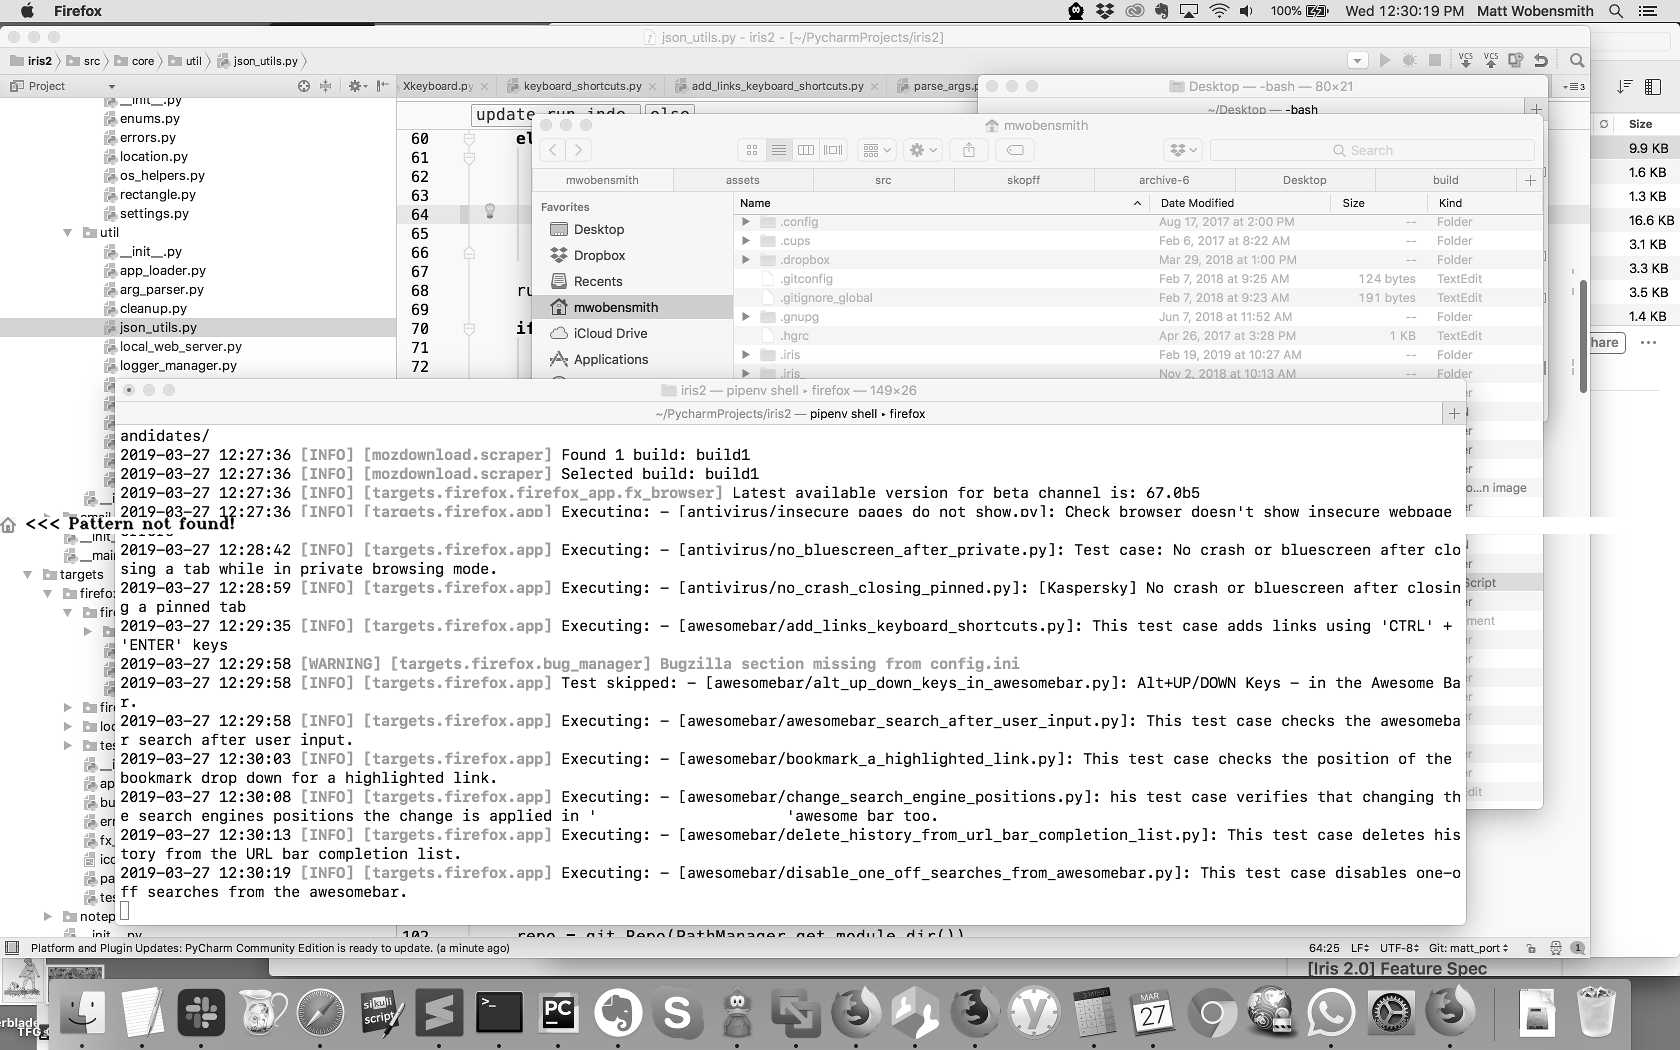 Firefox
100%
Wed 12:30:19 PM Matt Wobensmith
json_utils.py - iris2 - [~/PycharmProjects/iris2]
iris2 src core util json_utils.py
Project
Xkeyboard.py keyboard_shortcuts.py add_links_keyboard_shortcuts.py parse_args.p
__init__.py
enums.py
errors.py
location.py
os_helpers.py
rectangle.py
settings.py
util
__init__.py
app_loader.py
arg_parser.py
cleanup.py
json_utils.py
local_web_server.py
logger_manager.py
60
61
62
63
64
65
66
67
68
69
70
71
72
el
ru
if
Desktop — -bash — 80×21
~/Desktop — -bash
mwobensmith
Search
mwobensmith assets src skopff archive-6 Desktop build
Favorites
Desktop
Dropbox
Recents
mwobensmith
iCloud Drive
Applications
Name Date Modified Size Kind
.config Aug 17, 2017 at 2:00 PM -- Folder
.cups Feb 6, 2017 at 8:22 AM -- Folder
.dropbox Mar 29, 2018 at 1:00 PM -- Folder
.gitconfig Feb 7, 2018 at 9:25 AM 124 bytes TextEdit
.gitignore_global Feb 7, 2018 at 9:23 AM 191 bytes TextEdit
.gnupg Jun 7, 2018 at 11:52 AM -- Folder
.hgrc Apr 26, 2017 at 3:28 PM 1 KB TextEdit
.iris Feb 19, 2019 at 10:27 AM -- Folder
.iris_ Nov 2, 2018 at 10:13 AM -- Folder
Size
9.9 KB
1.6 KB
1.3 KB
16.6 KB
3.1 KB
3.3 KB
3.5 KB
1.4 KB
hare
iris2 — pipenv shell ▸ firefox — 149×26
~/PycharmProjects/iris2 — pipenv shell ▸ firefox
andidates/
2019-03-27 12:27:36 [INFO] [mozdownload.scraper] Found 1 build: build1
2019-03-27 12:27:36 [INFO] [mozdownload.scraper] Selected build: build1
2019-03-27 12:27:36 [INFO] [targets.firefox.firefox_app.fx_browser] Latest available version for beta channel is: 67.0b5
2019-03-27 12:27:36 [INFO] [targets.firefox.app] Executing: - [antivirus/insecure_pages_do_not_show.py]: Check browser doesn't show insecure webpage
<<< Pattern not found!
2019-03-27 12:28:42 [INFO] [targets.firefox.app] Executing: - [antivirus/no_bluescreen_after_private.py]: Test case: No crash or bluescreen after clo
sing a tab while in private browsing mode.
2019-03-27 12:28:59 [INFO] [targets.firefox.app] Executing: - [antivirus/no_crash_closing_pinned.py]: [Kaspersky] No crash or bluescreen after closin
g a pinned tab
2019-03-27 12:29:35 [INFO] [targets.firefox.app] Executing: - [awesomebar/add_links_keyboard_shortcuts.py]: This test case adds links using 'CTRL' +
'ENTER' keys
2019-03-27 12:29:58 [WARNING] [targets.firefox.bug_manager] Bugzilla section missing from config.ini
2019-03-27 12:29:58 [INFO] [targets.firefox.app] Test skipped: - [awesomebar/alt_up_down_keys_in_awesomebar.py]: Alt+UP/DOWN Keys - in the Awesome Ba
r.
2019-03-27 12:29:58 [INFO] [targets.firefox.app] Executing: - [awesomebar/awesomebar_search_after_user_input.py]: This test case checks the awesomeba
r search after user input.
2019-03-27 12:30:03 [INFO] [targets.firefox.app] Executing: - [awesomebar/bookmark_a_highlighted_link.py]: This test case checks the position of the
bookmark drop down for a highlighted link.
2019-03-27 12:30:08 [INFO] [targets.firefox.app] Executing: - [awesomebar/change_search_engine_positions.py]: his test case verifies that changing th
e search engines positions the change is applied in ' 'awesome bar too.
2019-03-27 12:30:13 [INFO] [targets.firefox.app] Executing: - [awesomebar/delete_history_from_url_bar_completion_list.py]: This test case deletes his
tory from the URL bar completion list.
2019-03-27 12:30:19 [INFO] [targets.firefox.app] Executing: - [awesomebar/disable_one_off_searches_from_awesomebar.py]: This test case disables one-o
ff searches from the awesomebar.
o...n image
Script
ment
targets
firefo
notep
__init__.py
102 repo = git.Repo(PathManager.get_module_dir())
Platform and Plugin Updates: PyCharm Community Edition is ready to update. (a minute ago)
64:25 LF UTF-8 Git: matt_port
[Iris 2.0] Feature Spec
erblade
TFG
sikuli
script
PC
MAR
27